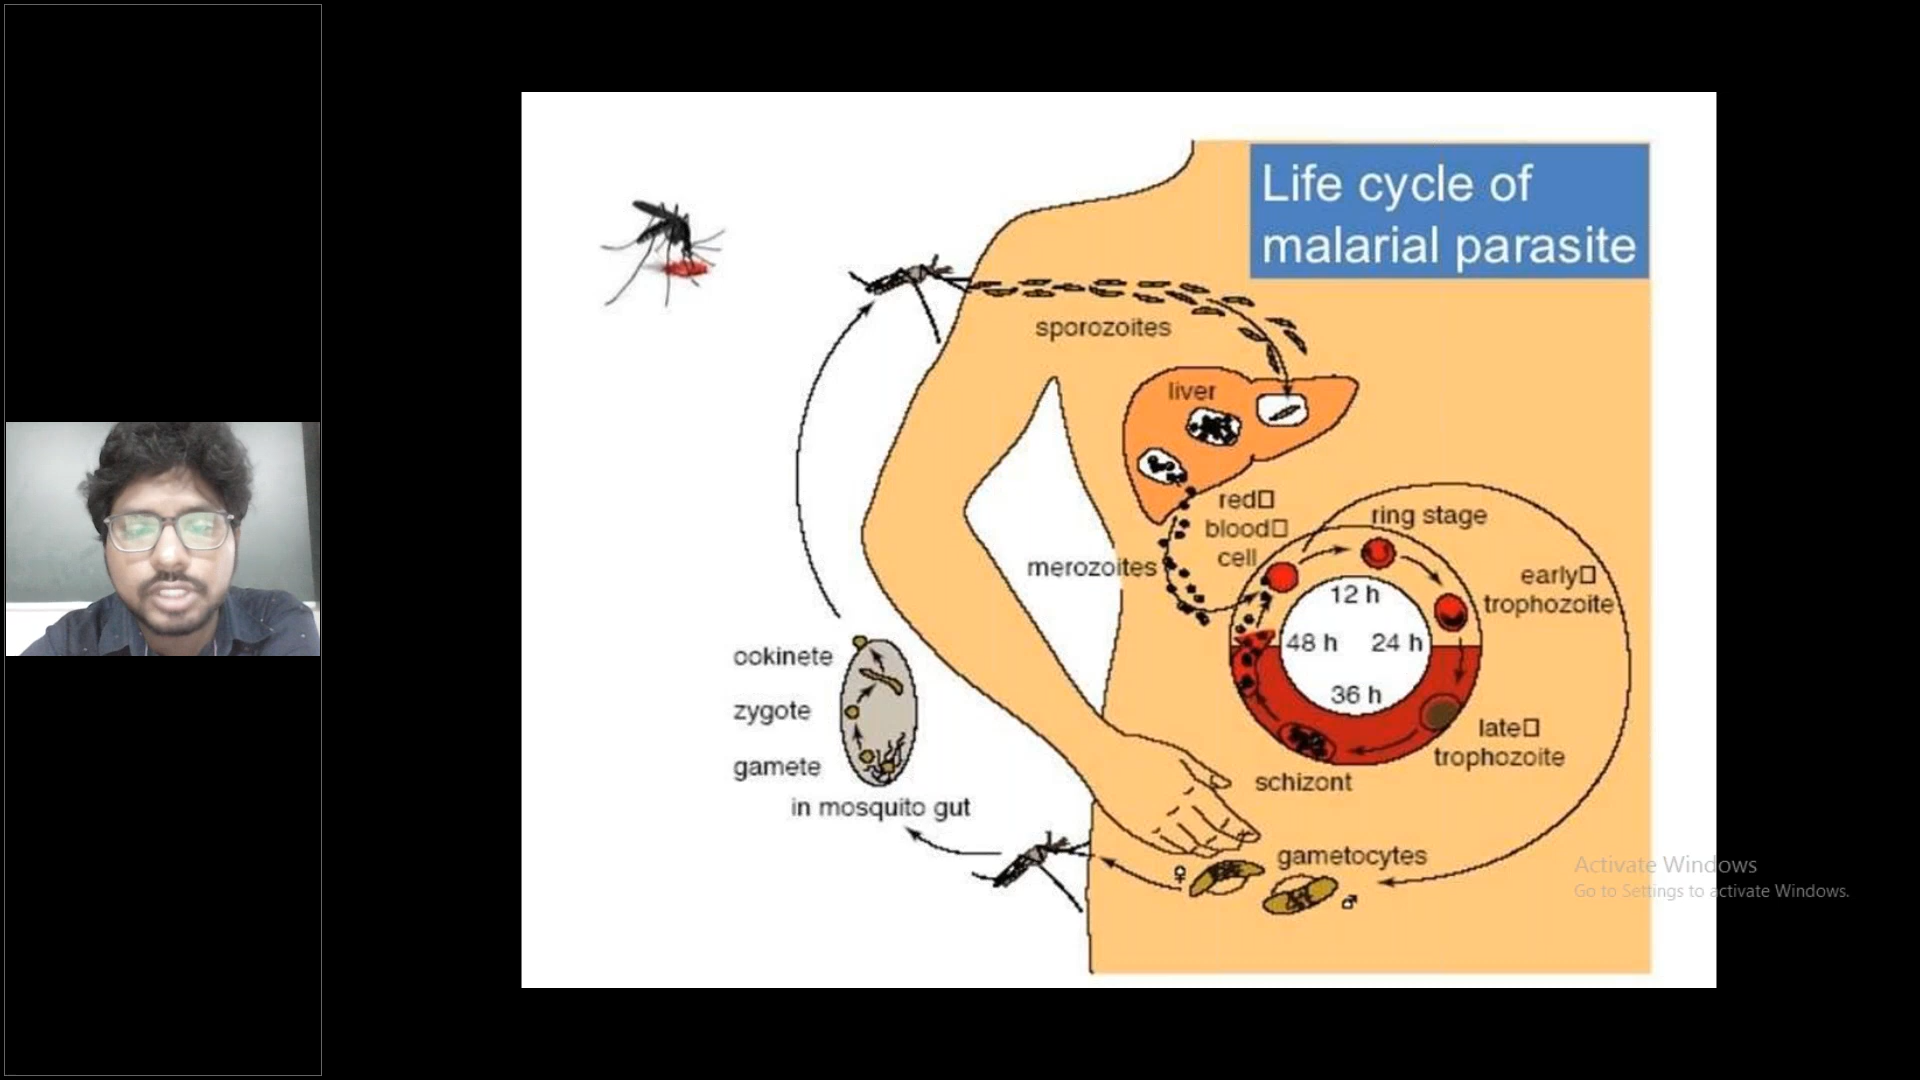 Life cycle of
malarial parasite
sporozoites
liver
red
blood
cell
ring stage
merozoites
early
trophozoite
12 h
48 h
24 h
36 h
late
trophozoite
schizont
ookinete
zygote
gamete
in mosquito gut
gametocytes
♀
♂
Activate Windows
Go to Settings to activate Windows.